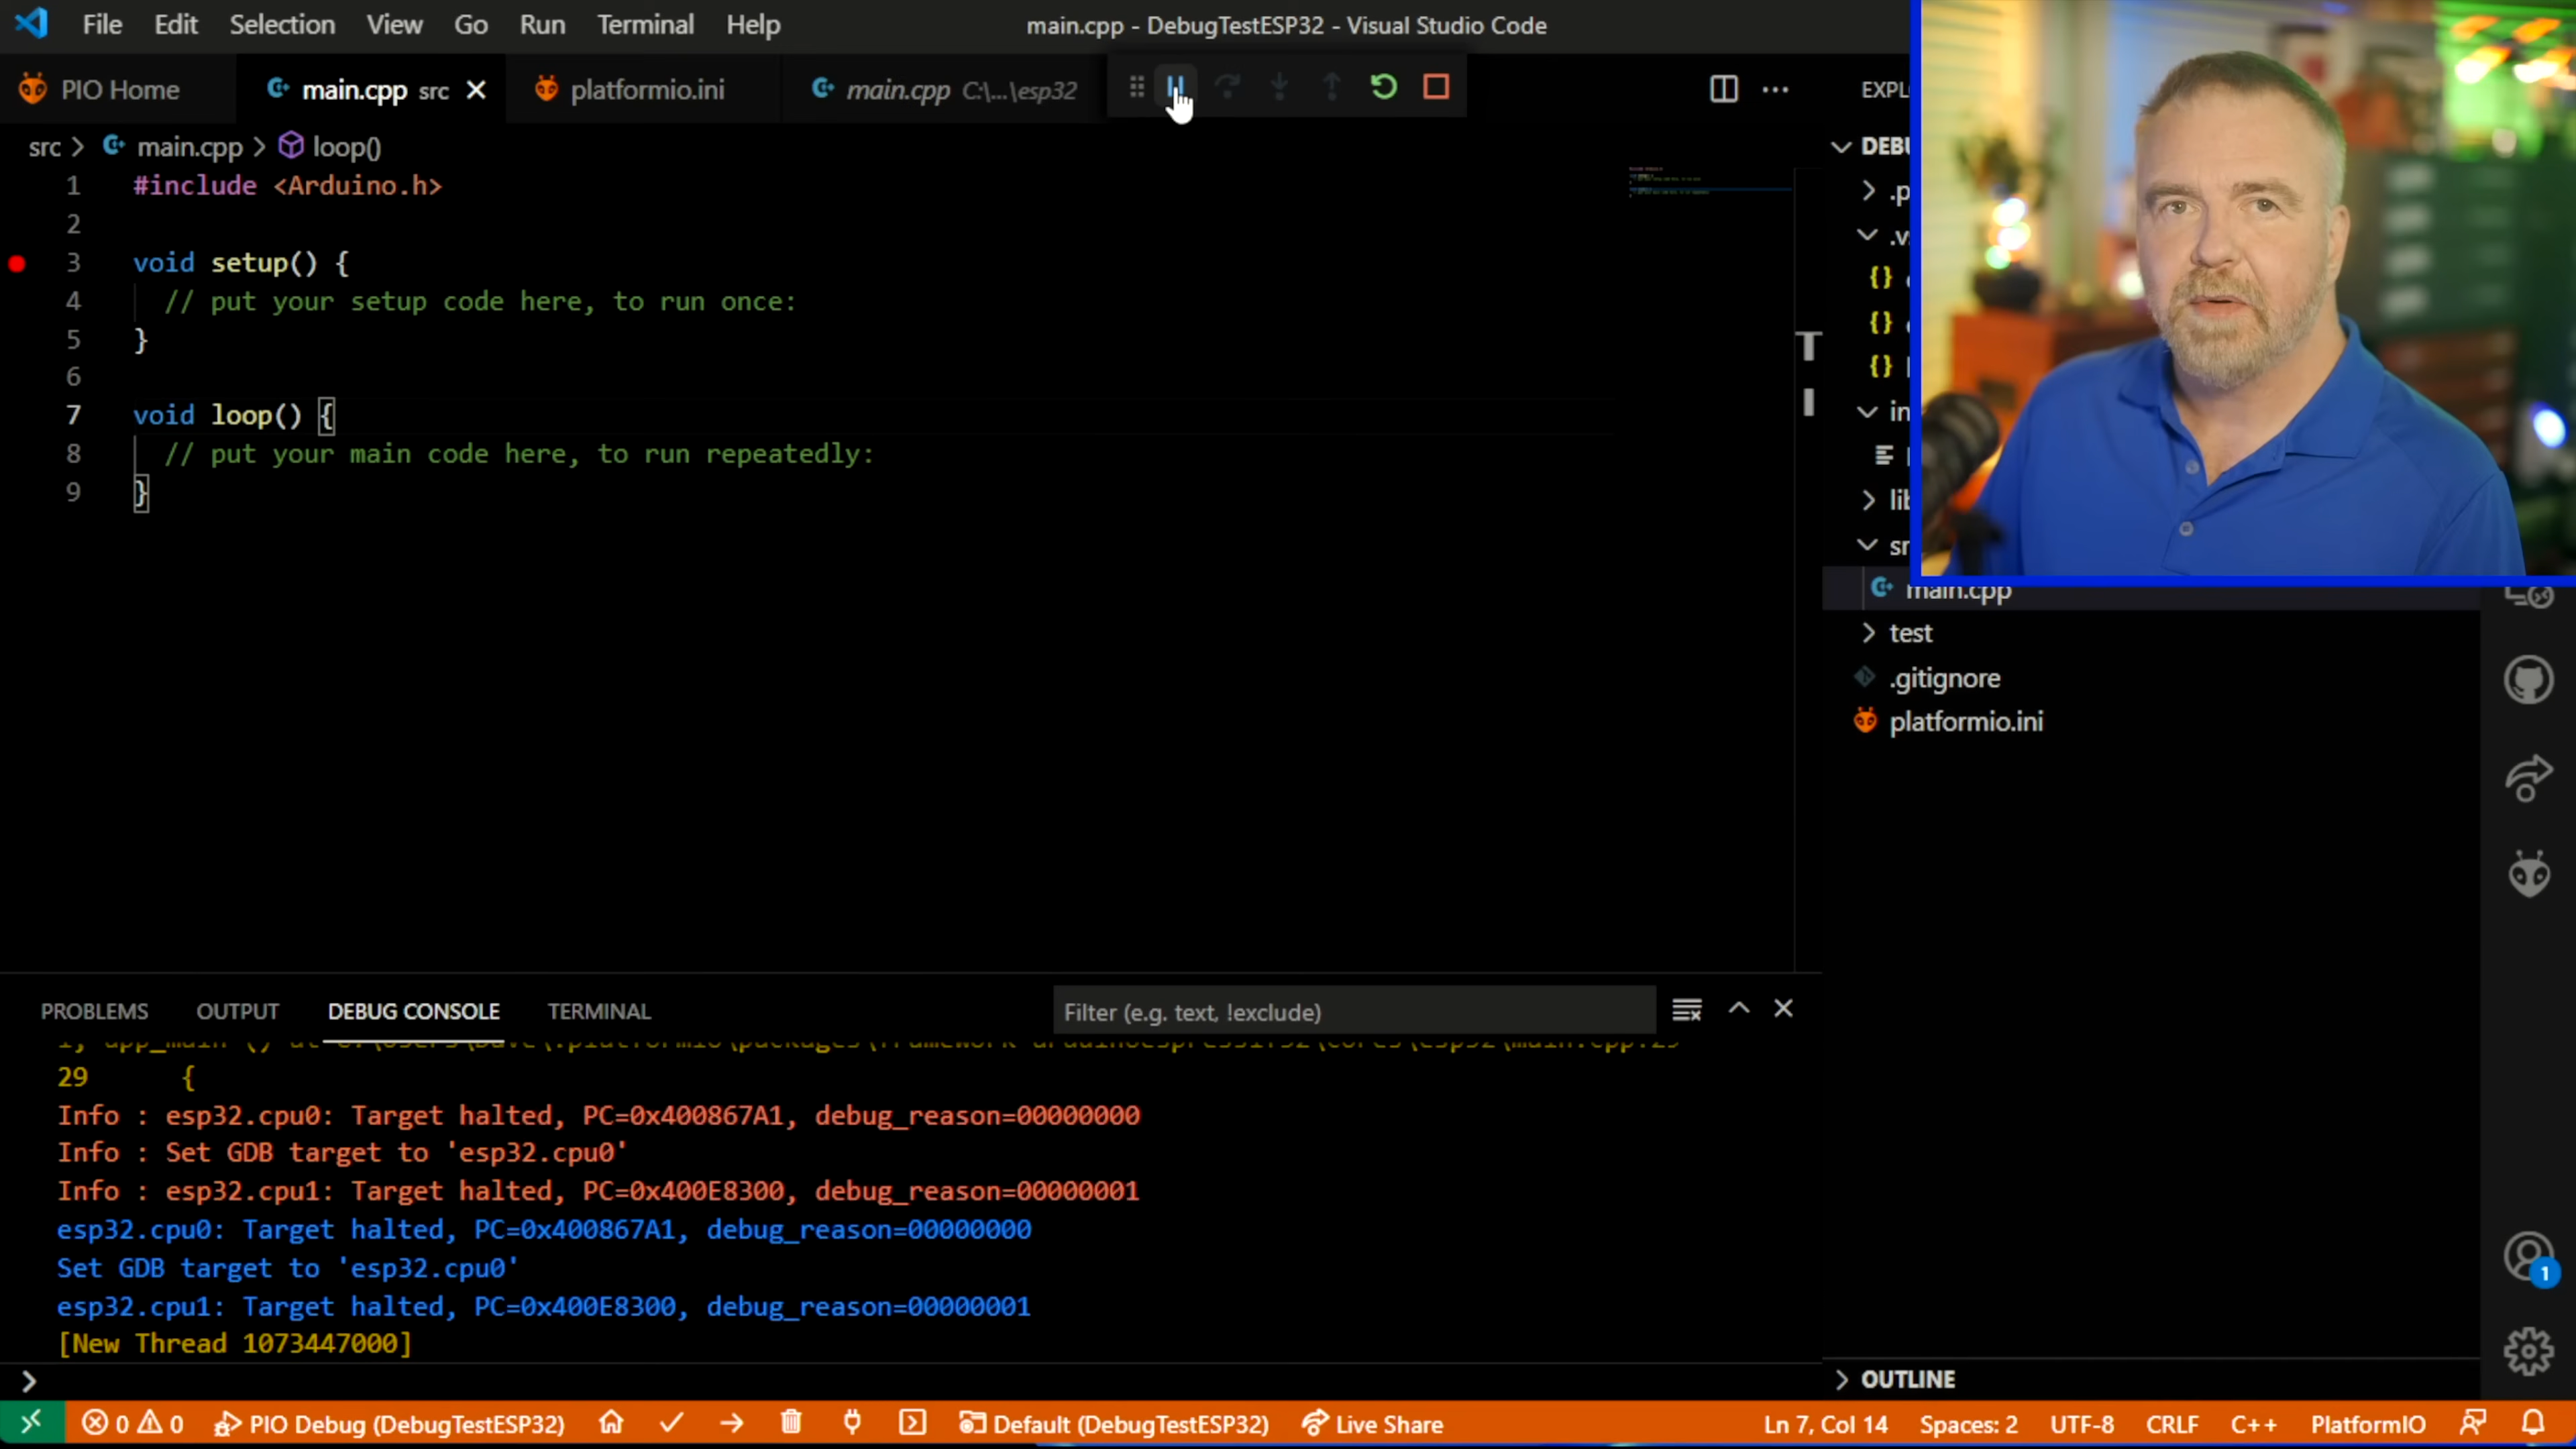 File Edit Selection View Go Run Terminal Help main.cpp - DebugTestESP32 - Visual Studio Code
PIO Home main.cpp src platformio.ini main.cpp C:\...\esp32
src main.cpp loop()
1 #include <Arduino.h>
2
3 void setup() {
4 // put your setup code here, to run once:
5 }
6
7 void loop() {
8 // put your main code here, to run repeatedly:
9 }
main.cpp
test
.gitignore
platformio.ini
OUTLINE
PROBLEMS OUTPUT DEBUG CONSOLE TERMINAL Filter (e.g. text, !exclude)
29 {
Info : esp32.cpu0: Target halted, PC=0x400867A1, debug_reason=00000000
Info : Set GDB target to 'esp32.cpu0'
Info : esp32.cpu1: Target halted, PC=0x400E8300, debug_reason=00000001
esp32.cpu0: Target halted, PC=0x400867A1, debug_reason=00000000
Set GDB target to 'esp32.cpu0'
esp32.cpu1: Target halted, PC=0x400E8300, debug_reason=00000001
[New Thread 1073447000]
1
0 0 PIO Debug (DebugTestESP32) Default (DebugTestESP32) Live Share Ln 7, Col 14 Spaces: 2 UTF-8 CRLF C++ PlatformIO